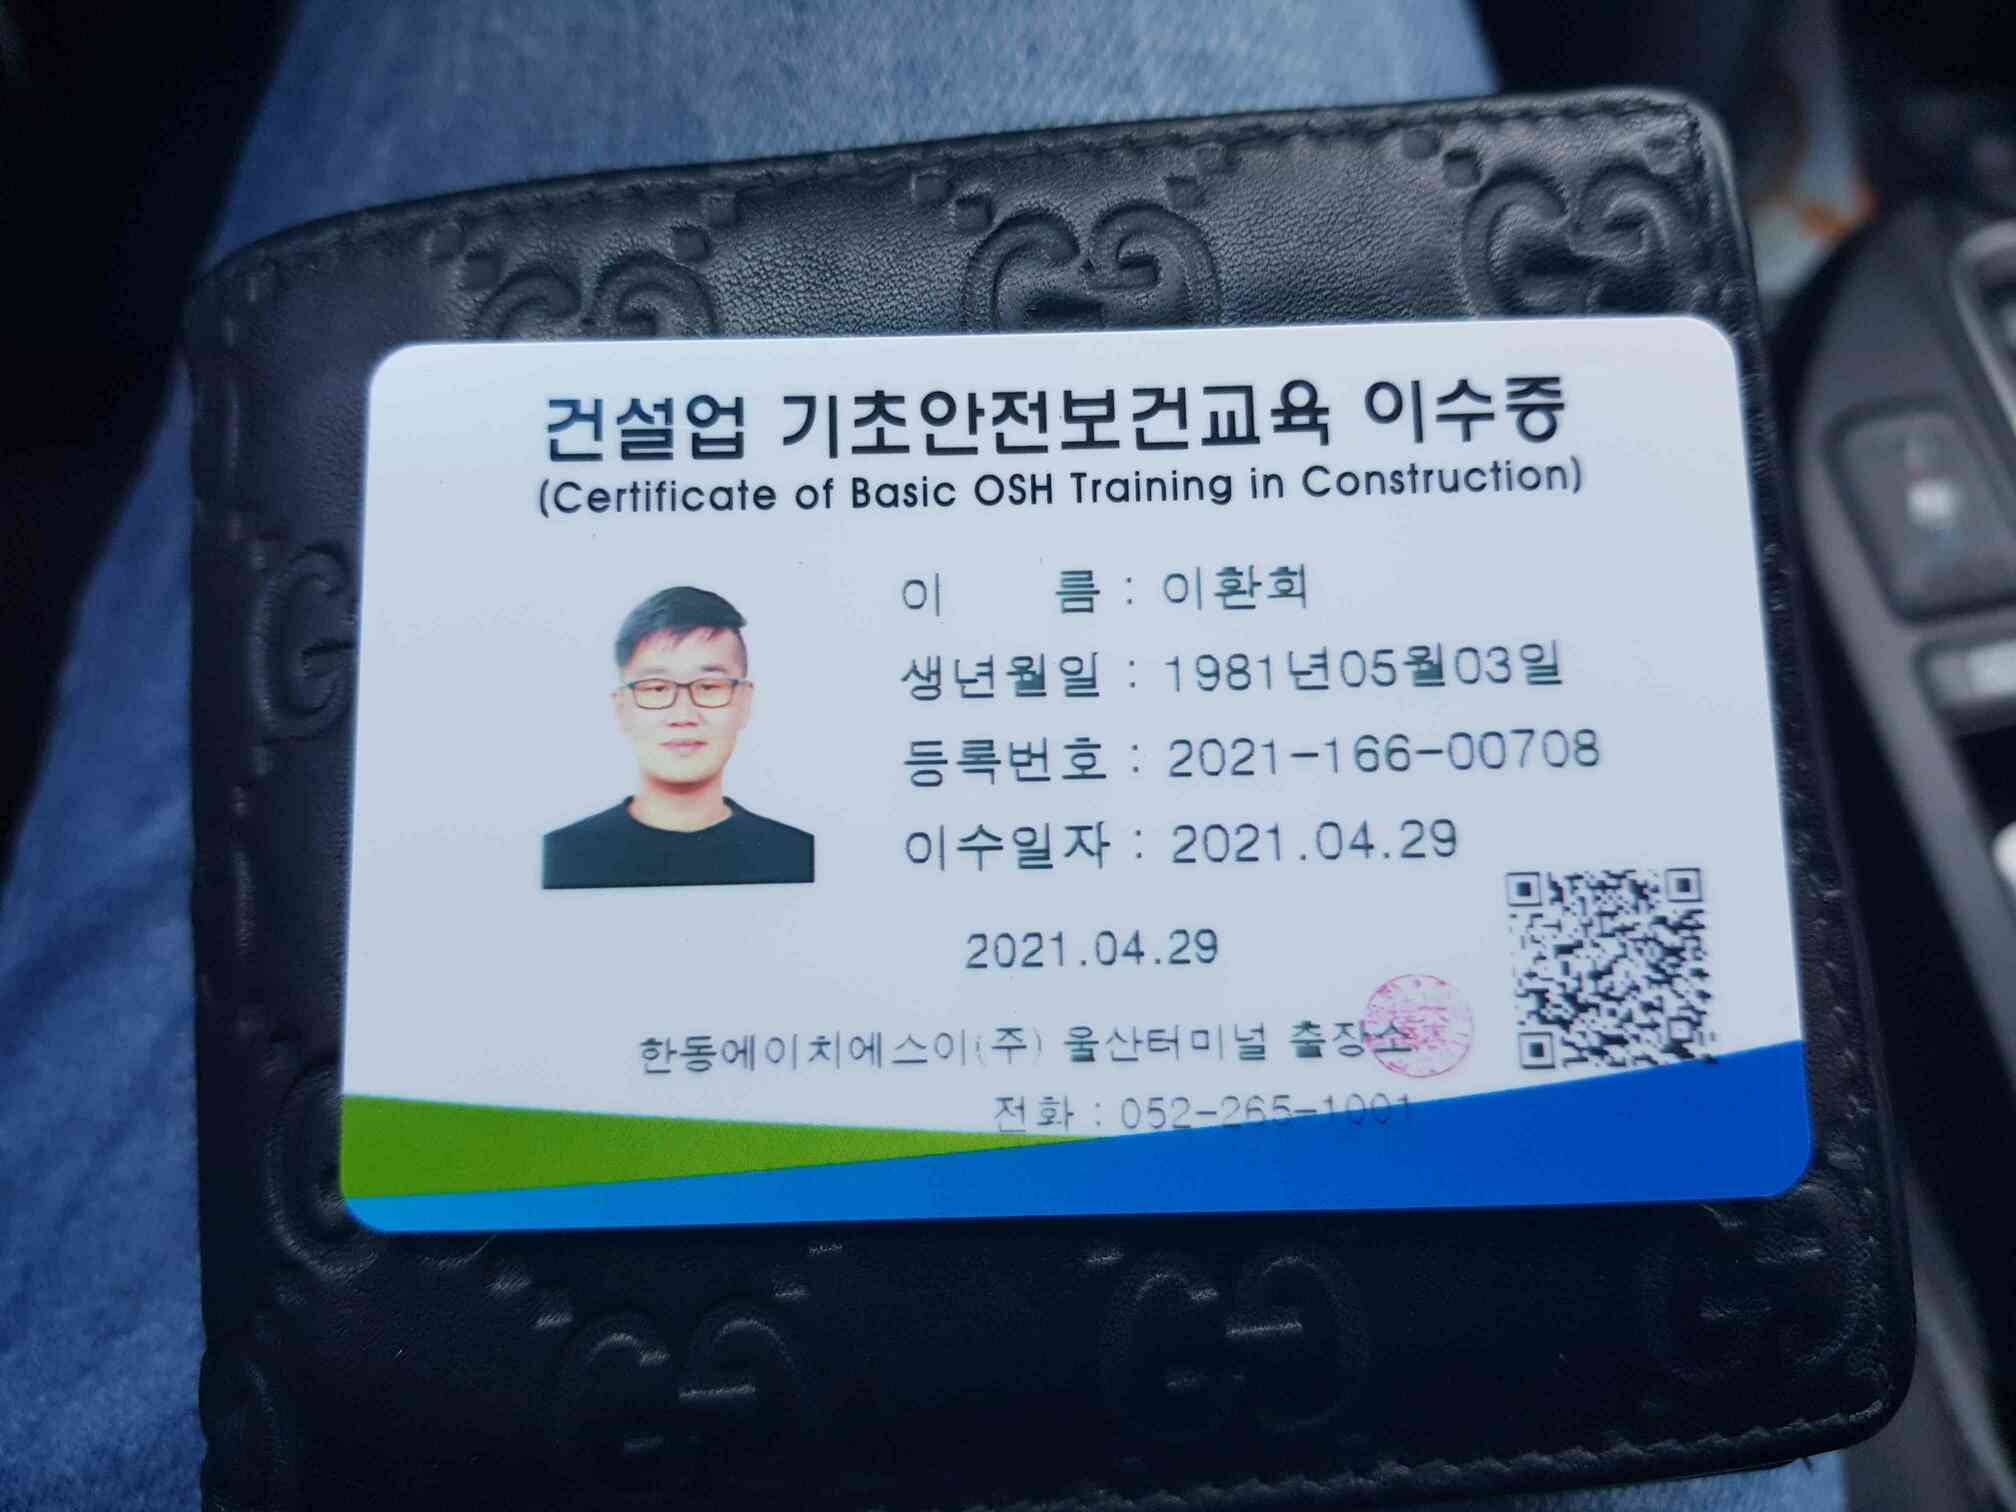 건설업 기초안전보건교육 이수증
(Certificate of Basic OSH Training in Construction)
이 름 : 이환희
생년월일 : 1981년05월03일
등록번호 : 2021-166-00708
이수일자 : 2021.04.29
2021.04.29
한동에이치에스이(주) 울산터미널 출장소
전화 : 052-265-1001